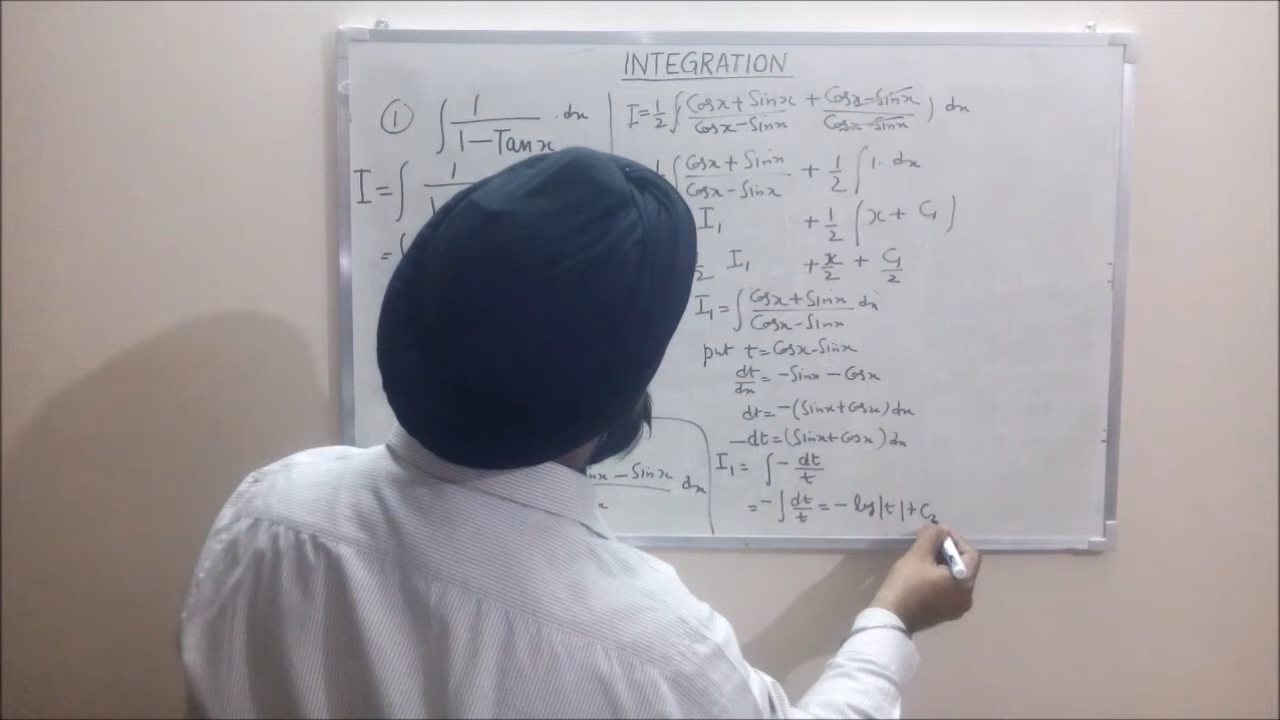 INTEGRATION
① ∫ 1/(1-Tanx) .dx
I = ∫ 1
= 
nx - Sinx dx
x
I = 1/2 ∫( (Cosx + Sinx)/(Cosx - Sinx) + (Cosx - Sinx)/(Cosx - Sinx) ) dx
∫ (Cosx + Sinx)/(Cosx - Sinx) + 1/2 ∫ 1. dx
I₁ + 1/2 (x + C₁)
2 I₁ + x/2 + C₁/2
I₁ = ∫ (Cosx + Sinx)/(Cosx - Sinx) dx
put t = Cosx - Sinx
dt/dx = -Sinx - Cosx
dt = -(Sinx + Cosx) dx
-dt = (Sinx + Cosx) dx
I₁ = ∫ - dt/t
= - ∫ dt/t = - log|t| + C₂